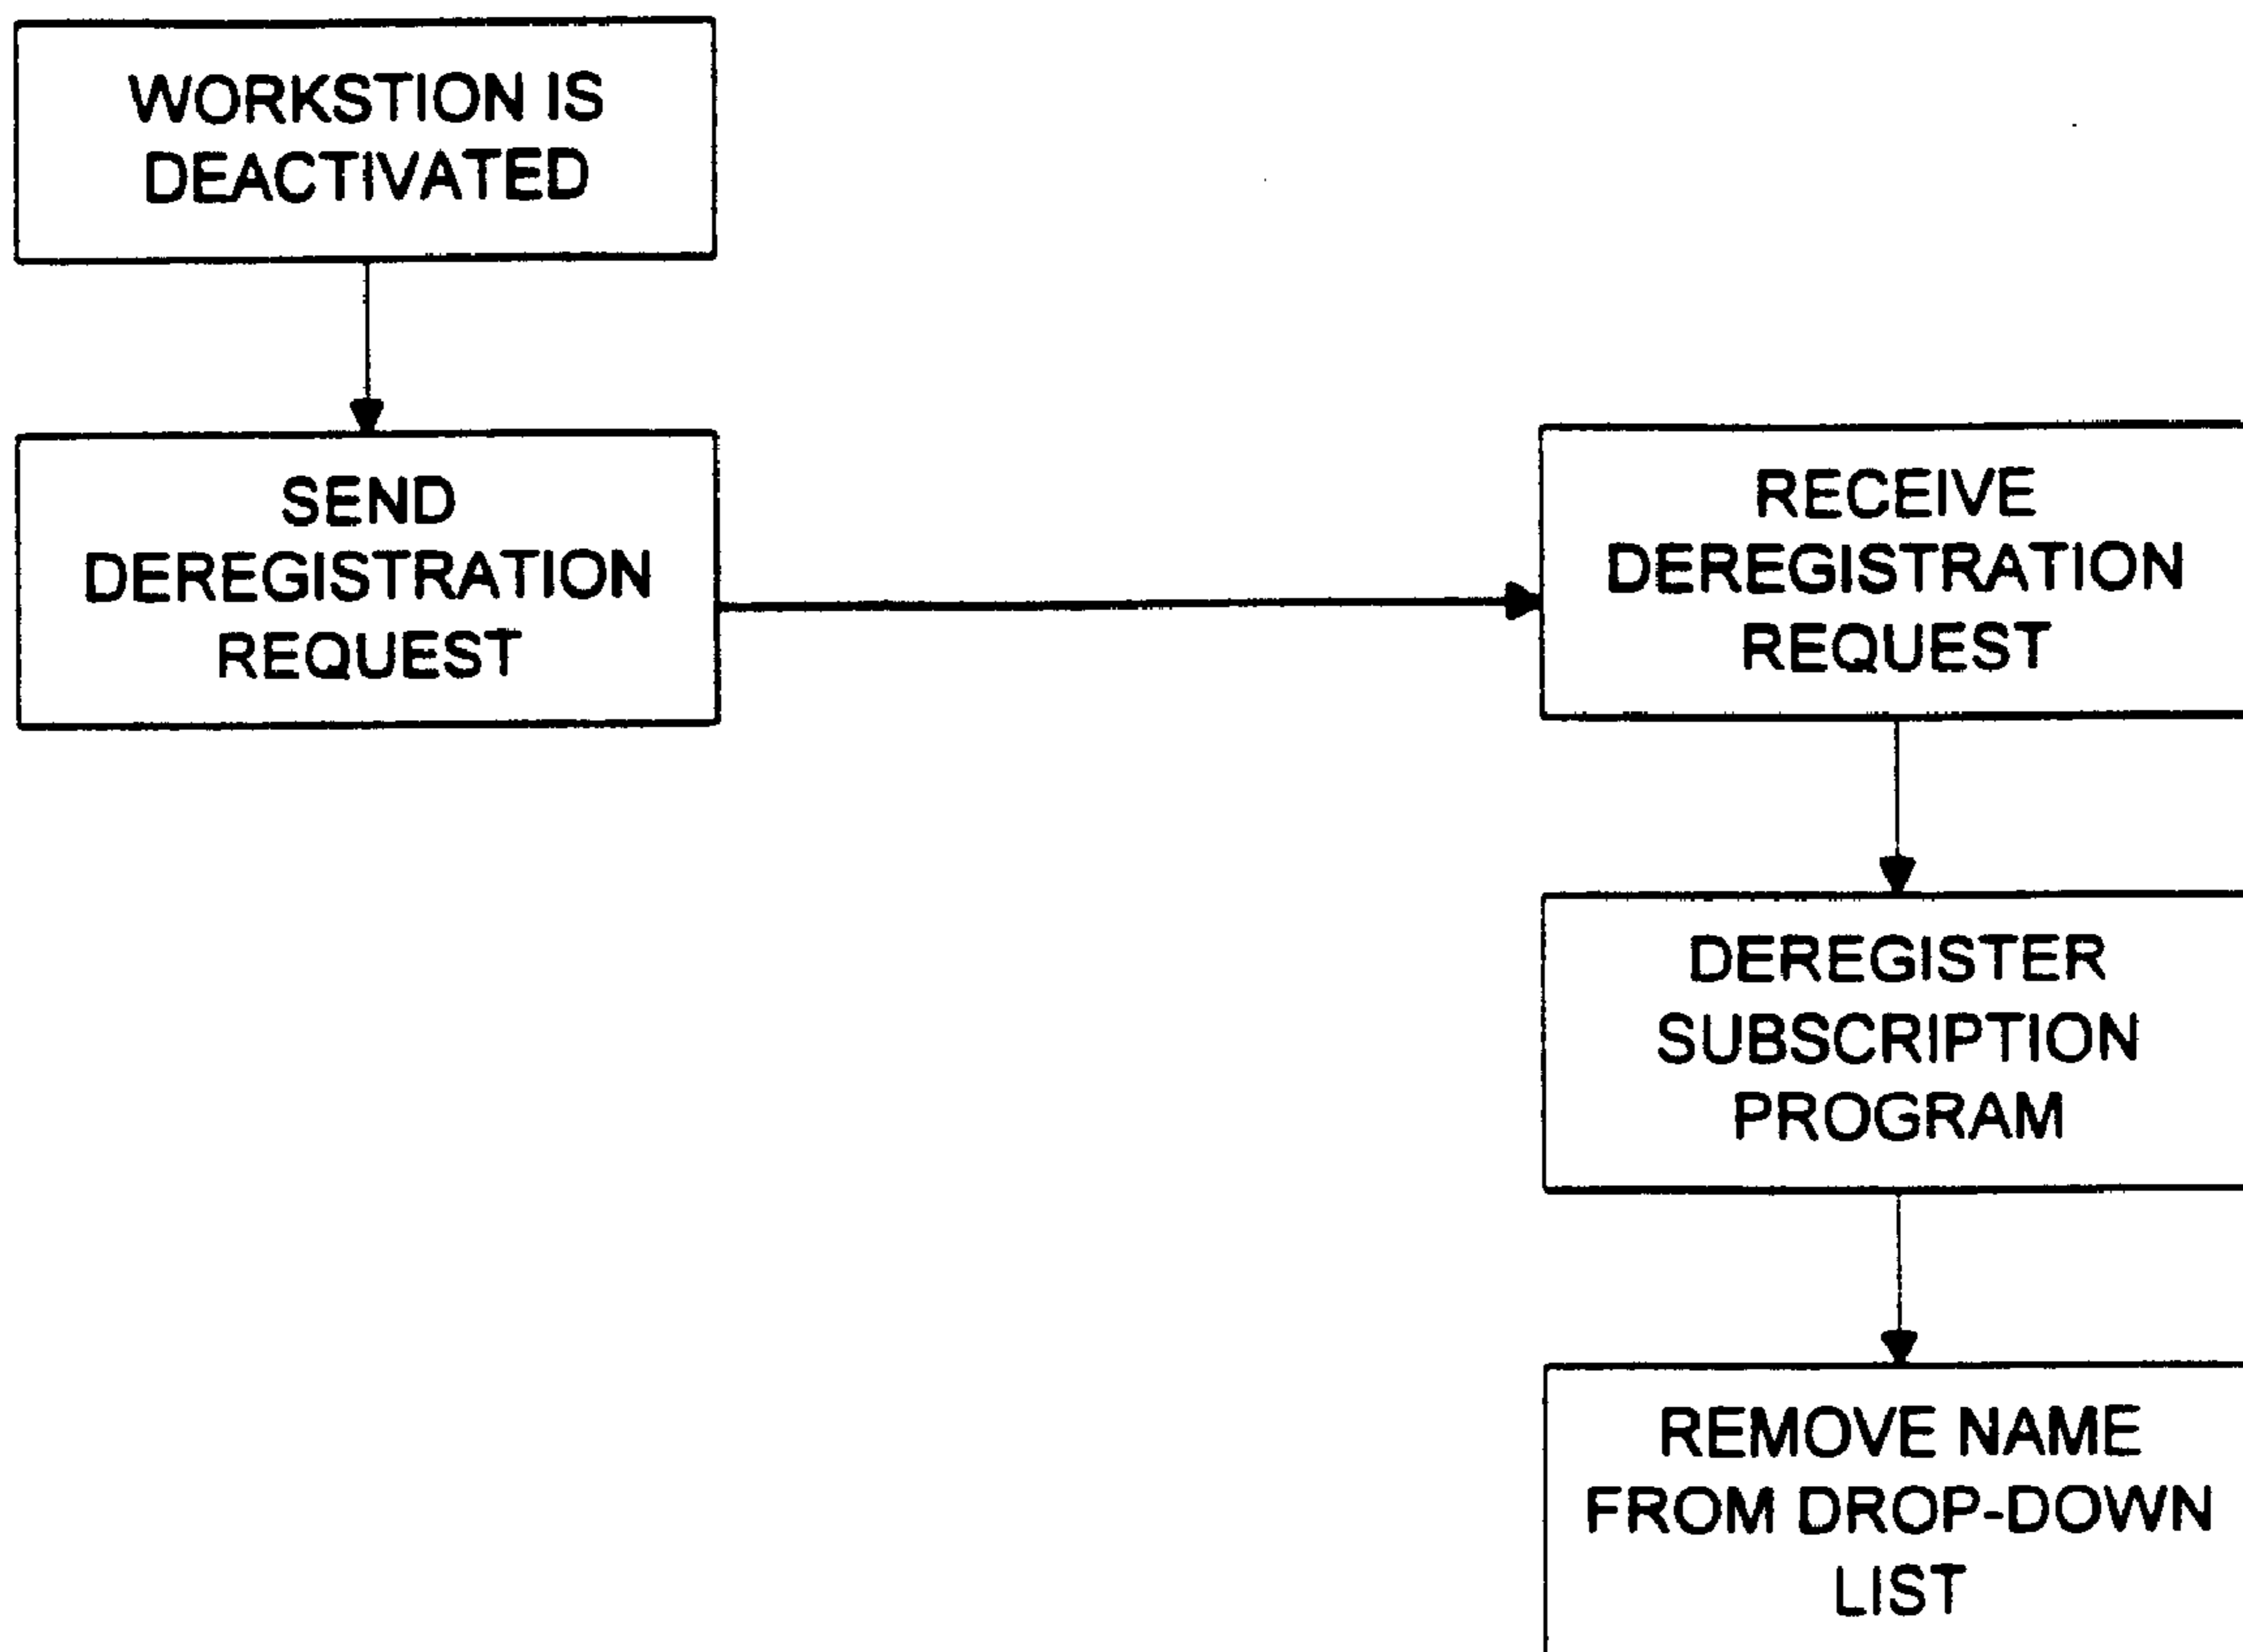 WORKSTION IS
DEACTIVATED
SEND
DEREGISTRATION
REQUEST
RECEIVE
DEREGISTRATION
REQUEST
DEREGISTER
SUBSCRIPTION
PROGRAM
REMOVE NAME
FROM DROP-DOWN
LIST